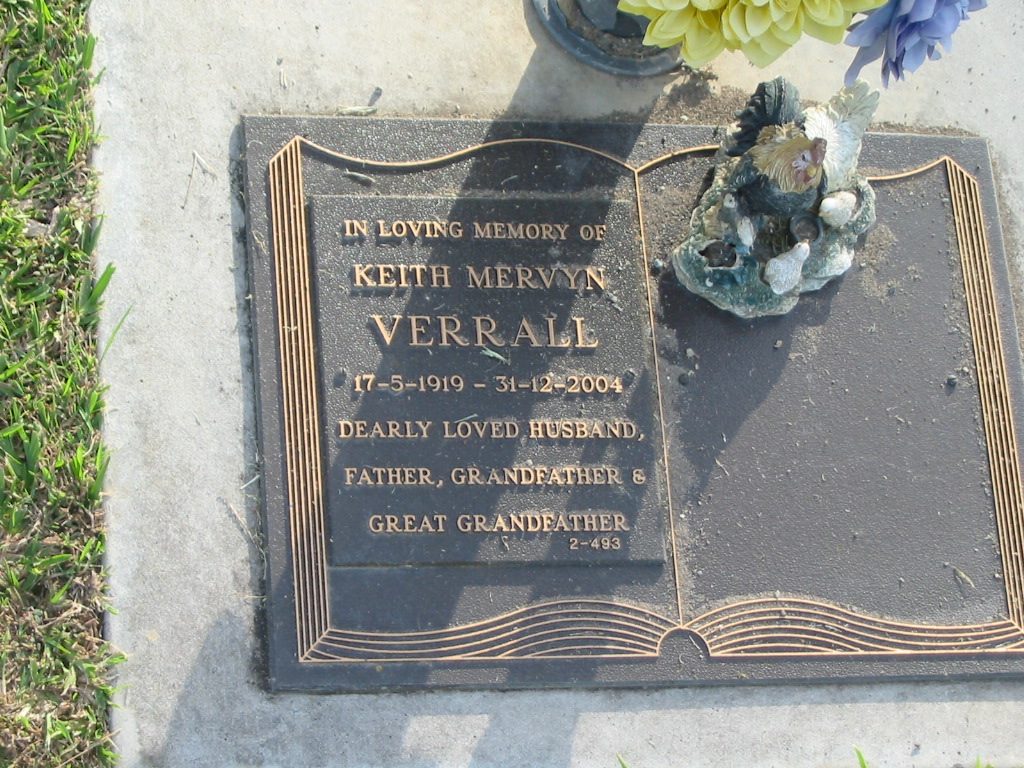 IN LOVING MEMORY OF
KEITH MERVYN
VERRALL
17-5-1919 - 31-12-2004
DEARLY LOVED HUSBAND,
FATHER, GRANDFATHER &
GREAT GRANDFATHER
2-493